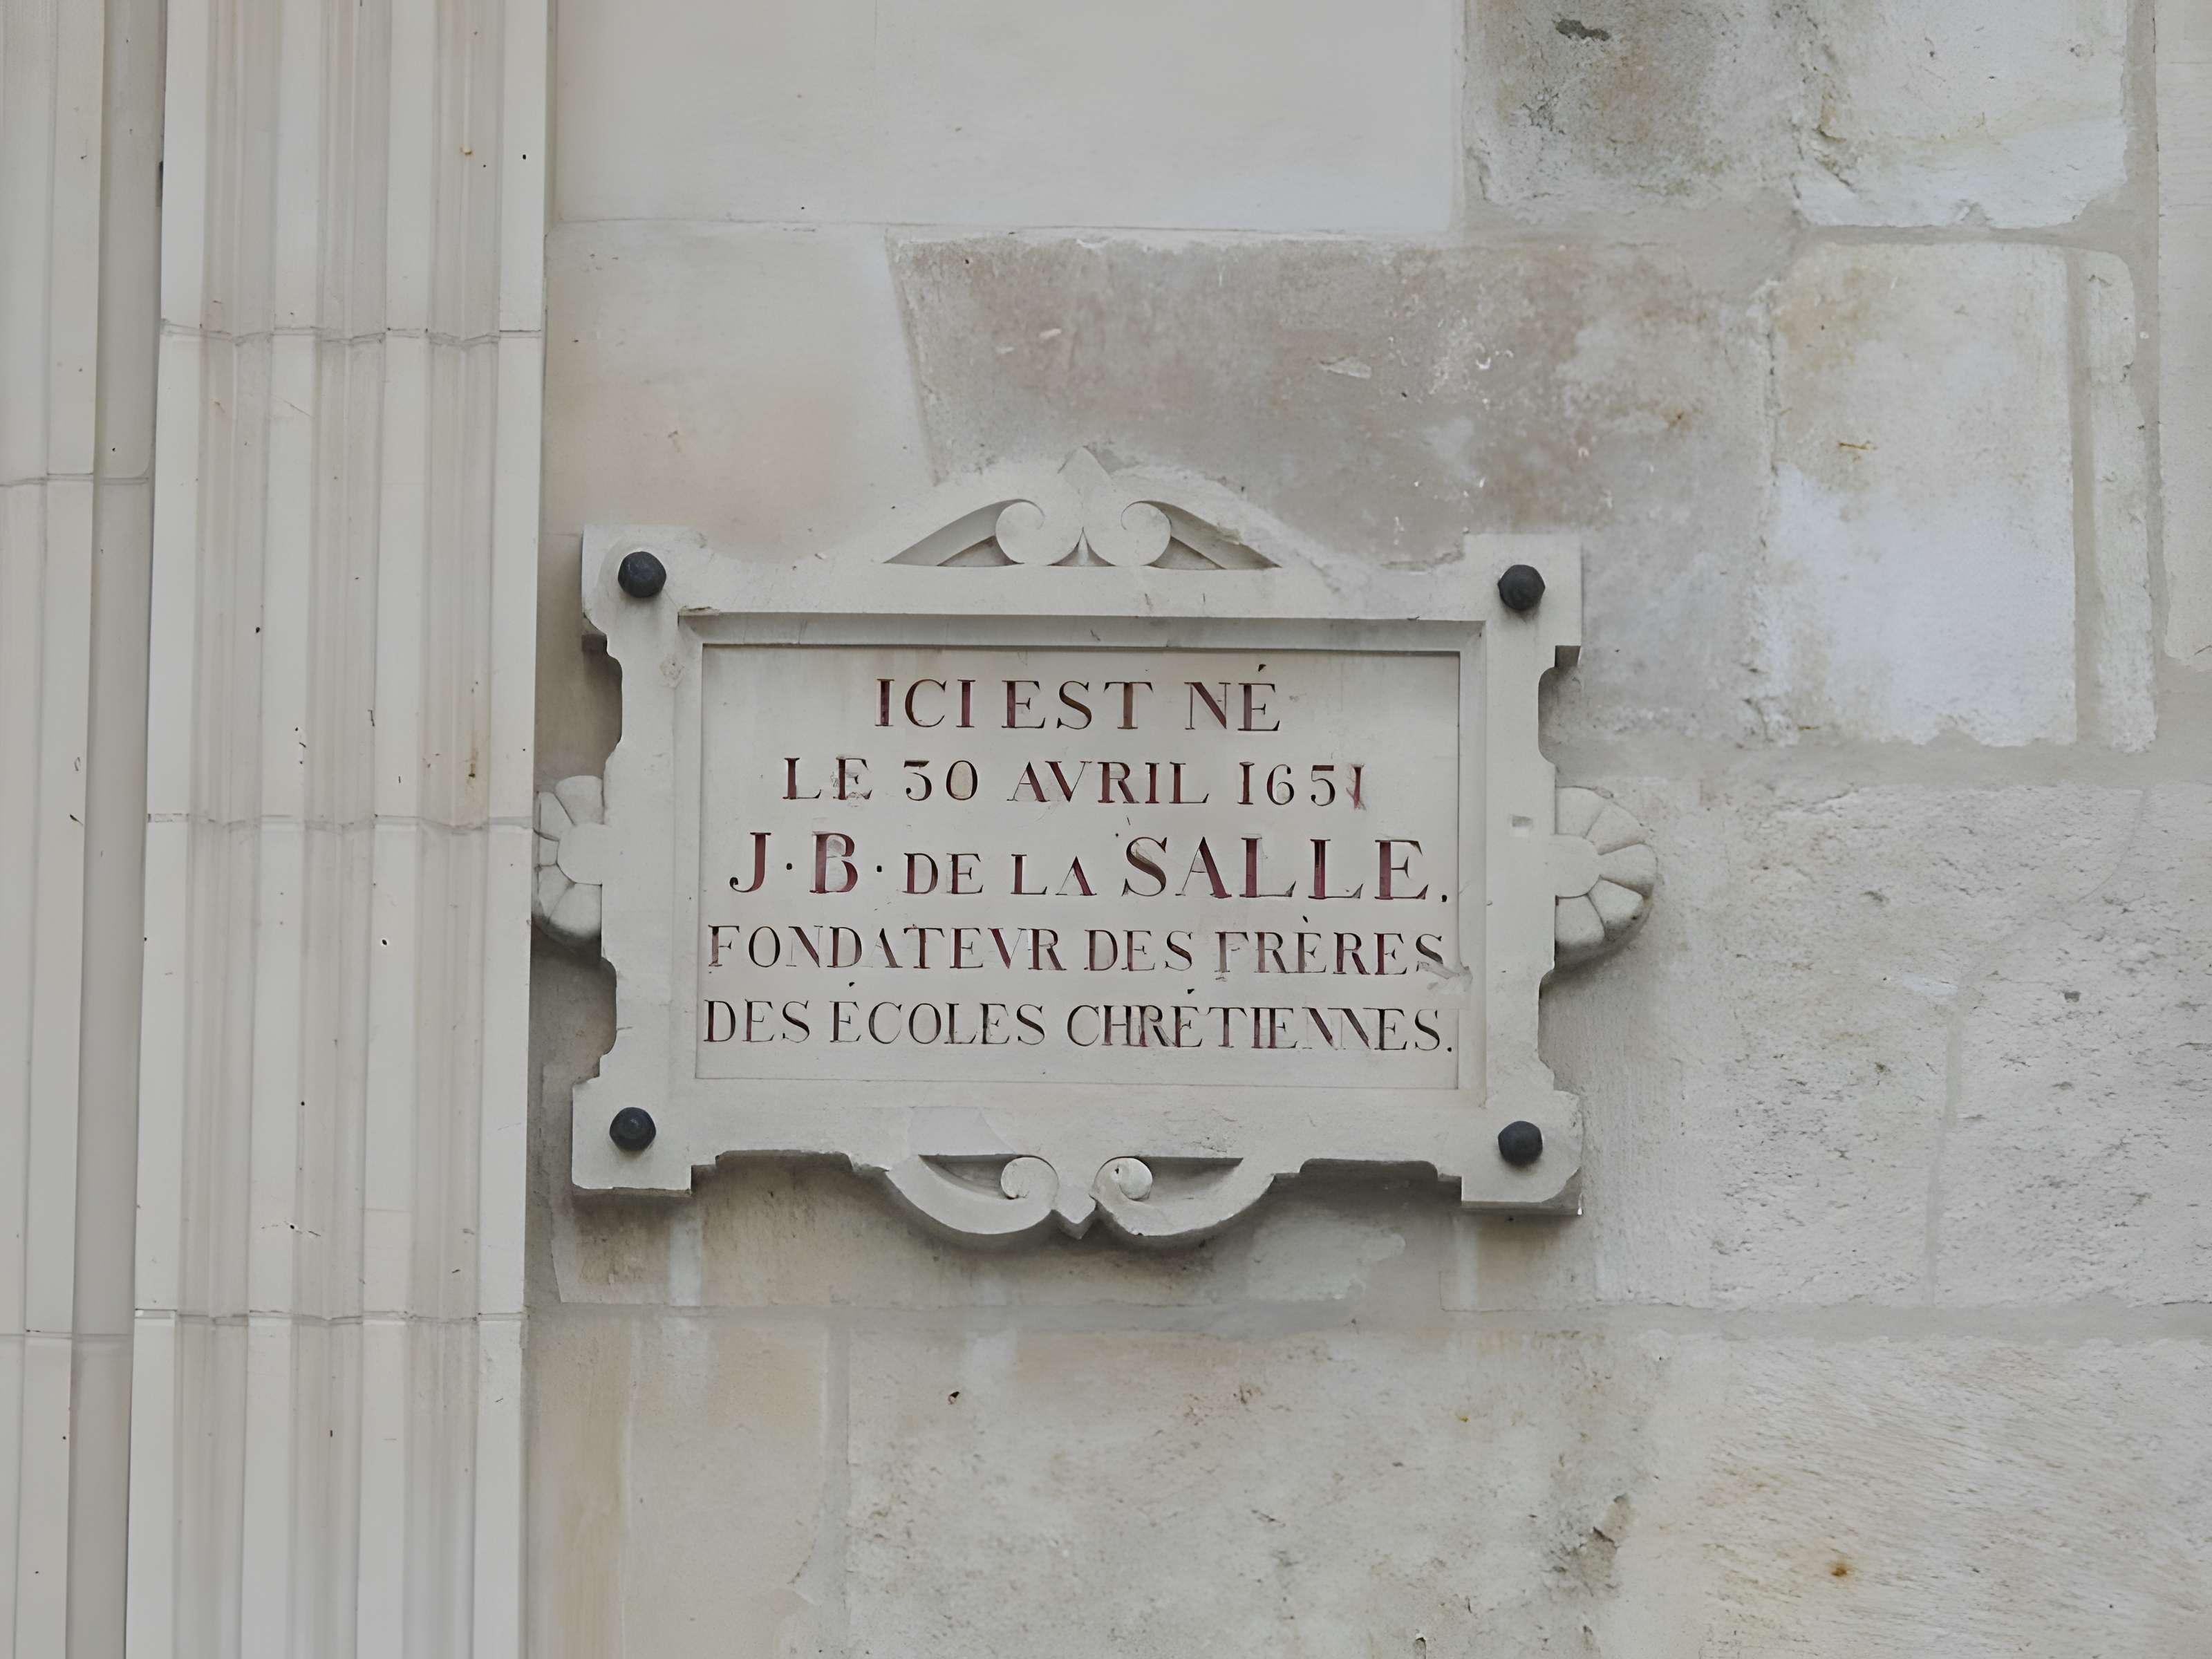 ICI EST NÉ
LE 30 AVRIL 1651
J·B·DE LA SALLE.
FONDATEVR DES FRÈRES
DES ÉCOLES CHRÉTIENNES.